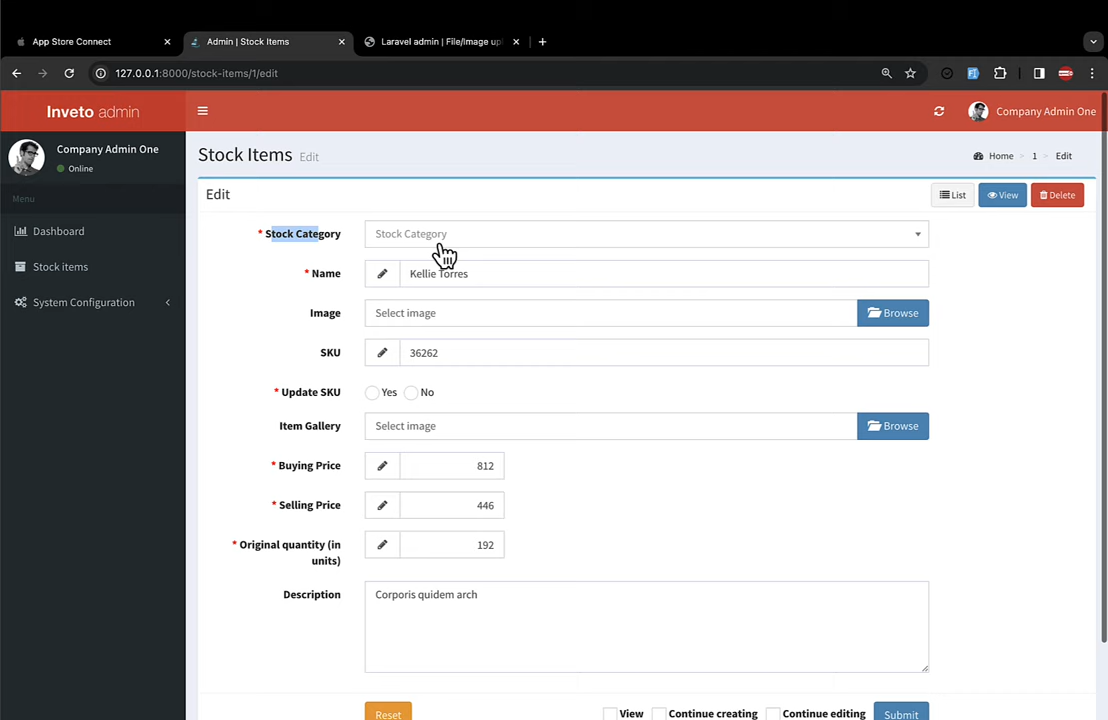 App Store Connect
Admin | Stock Items
Laravel admin | File/Image up
127.0.0.1:8000/stock-items/1/edit
Inveto admin
Company Admin One
Company Admin One
Online
Menu
Dashboard
Stock items
System Configuration
Stock Items Edit
Home > 1 > Edit
Edit
List
View
Delete
* Stock Category
Stock Category
* Name
Kellie Torres
Image
Select image
Browse
SKU
36262
* Update SKU
Yes
No
Item Gallery
Select image
Browse
* Buying Price
812
* Selling Price
446
* Original quantity (in
units)
192
Description
Corporis quidem arch
Reset
View
Continue creating
Continue editing
Submit